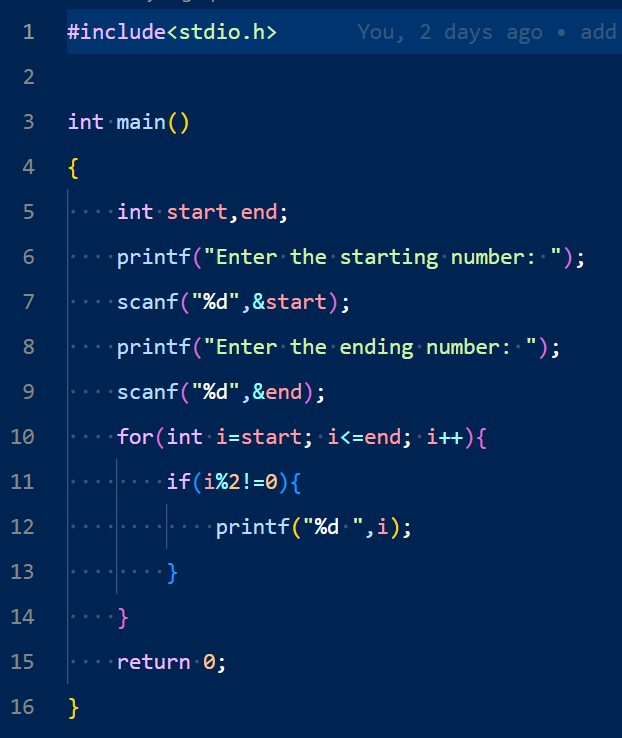 1 #include<stdio.h> You, 2 days ago • add
2
3 int main()
4 {
5     int start,end;
6     printf("Enter the starting number: ");
7     scanf("%d",&start);
8     printf("Enter the ending number: ");
9     scanf("%d",&end);
10     for(int i=start; i<=end; i++){
11         if(i%2!=0){
12             printf("%d ",i);
13         }
14     }
15     return 0;
16 }